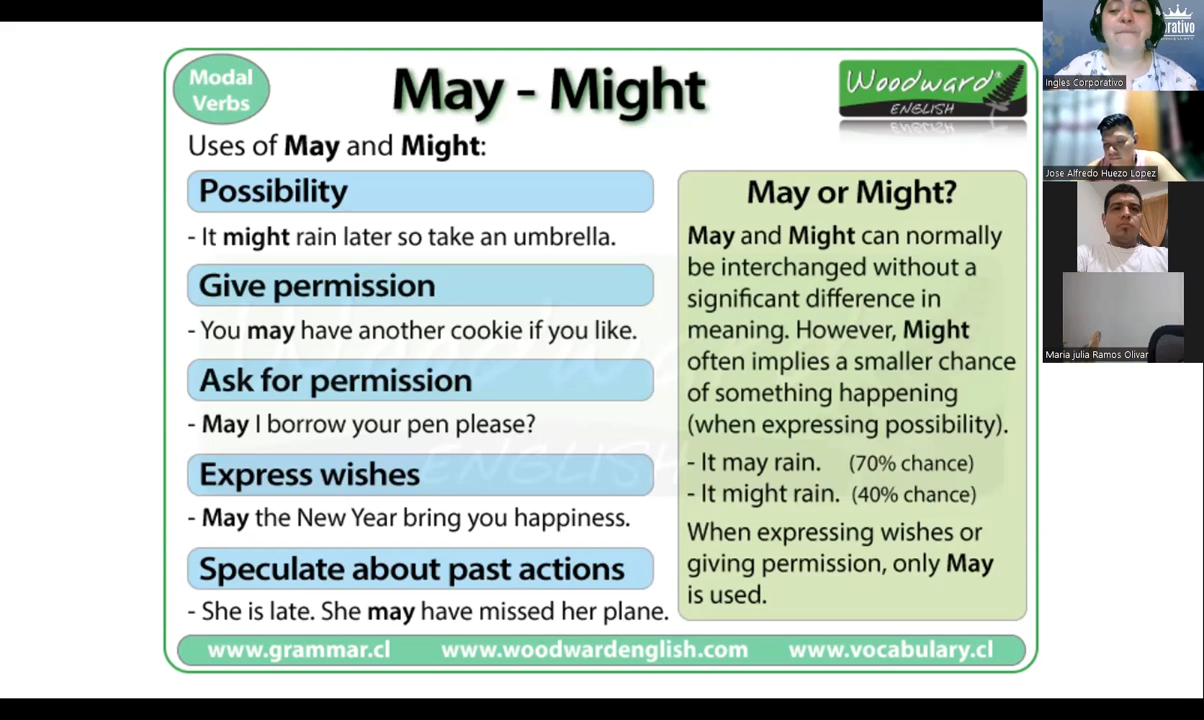 Modal
Verbs
May - Might
Woodward®
ENGLISH
Uses of May and Might:
Possibility
- It might rain later so take an umbrella.
Give permission
- You may have another cookie if you like.
Ask for permission
- May I borrow your pen please?
Express wishes
- May the New Year bring you happiness.
Speculate about past actions
- She is late. She may have missed her plane.
May or Might?
May and Might can normally
be interchanged without a
significant difference in
meaning. However, Might
often implies a smaller chance
of something happening
(when expressing possibility).
- It may rain. (70% chance)
- It might rain. (40% chance)
When expressing wishes or
giving permission, only May
is used.
www.grammar.cl www.woodwardenglish.com www.vocabulary.cl
Ingles Corporativo
Jose Alfredo Huezo Lopez
Maria julia Ramos Olivar